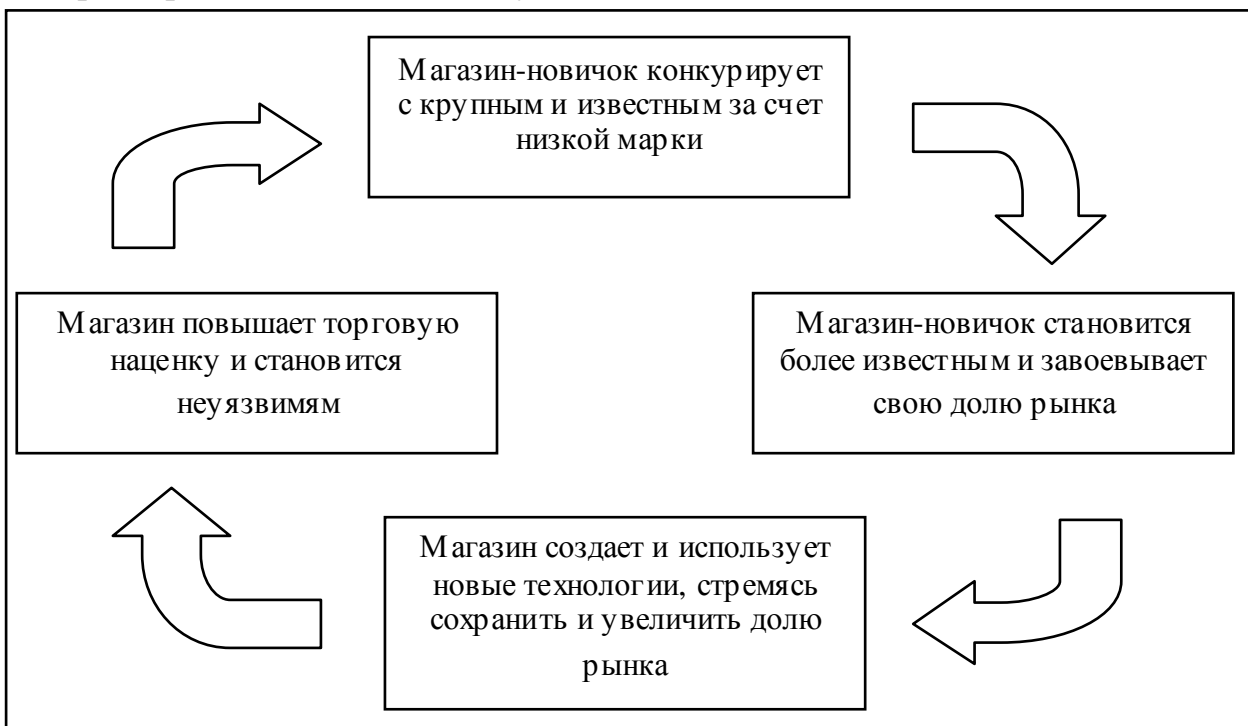 Магазин-новичок конкурирует
с крупным и известным за счет
низкой марки
Магазин повышает торговую
наценку и становится
неуязвимям
Магазин-новичок становится
более известным и завоевывает
свою долю рынка
Магазин создает и использует
новые технологии, стремясь
сохранить и увеличить долю
рынка